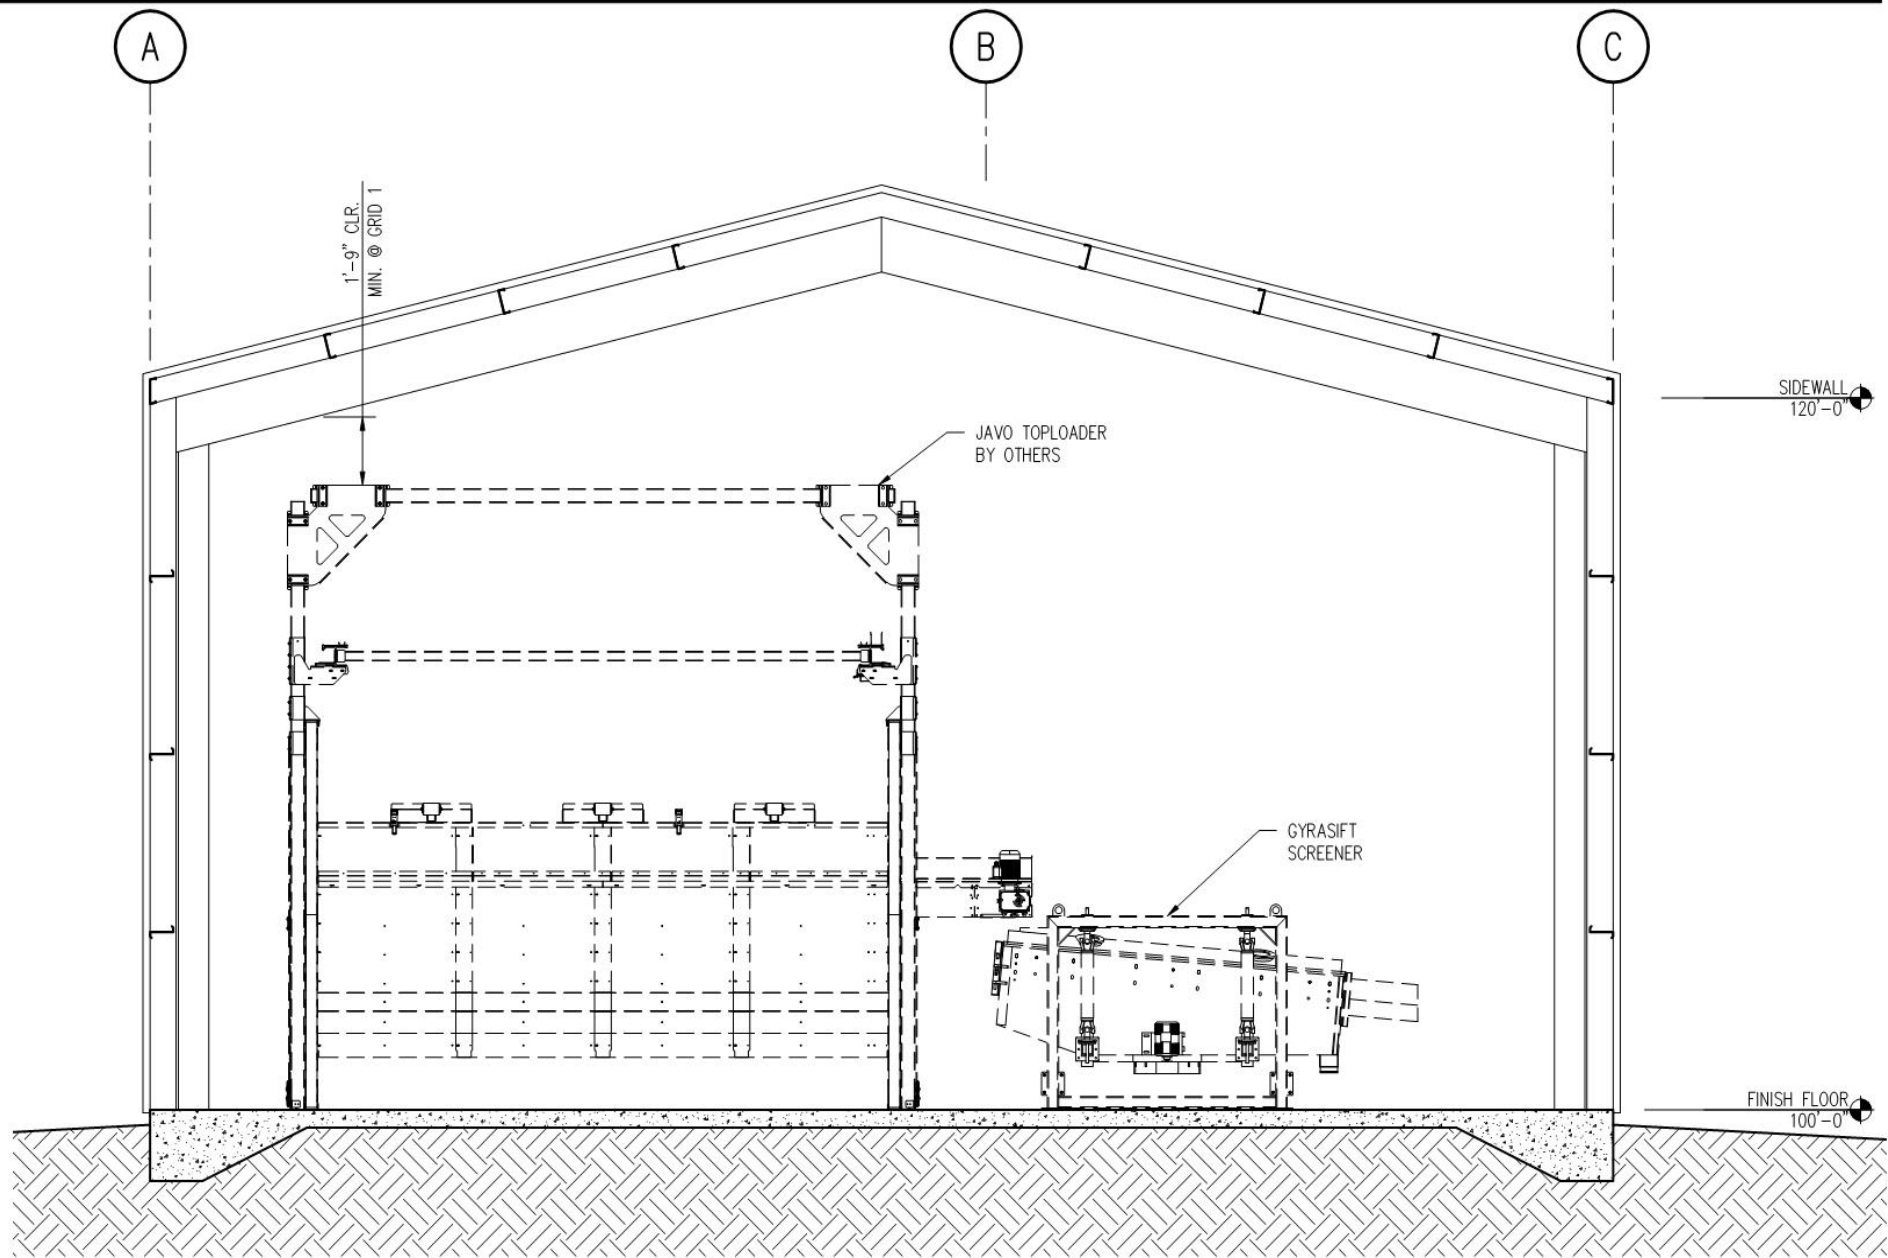 A
B
C
1'-9" CLR.
MIN. @ GRID 1
SIDEWALL
120'-0"
JAVO TOPLOADER
BY OTHERS
GYRASIFT
SCREENER
FINISH FLOOR
100'-0"